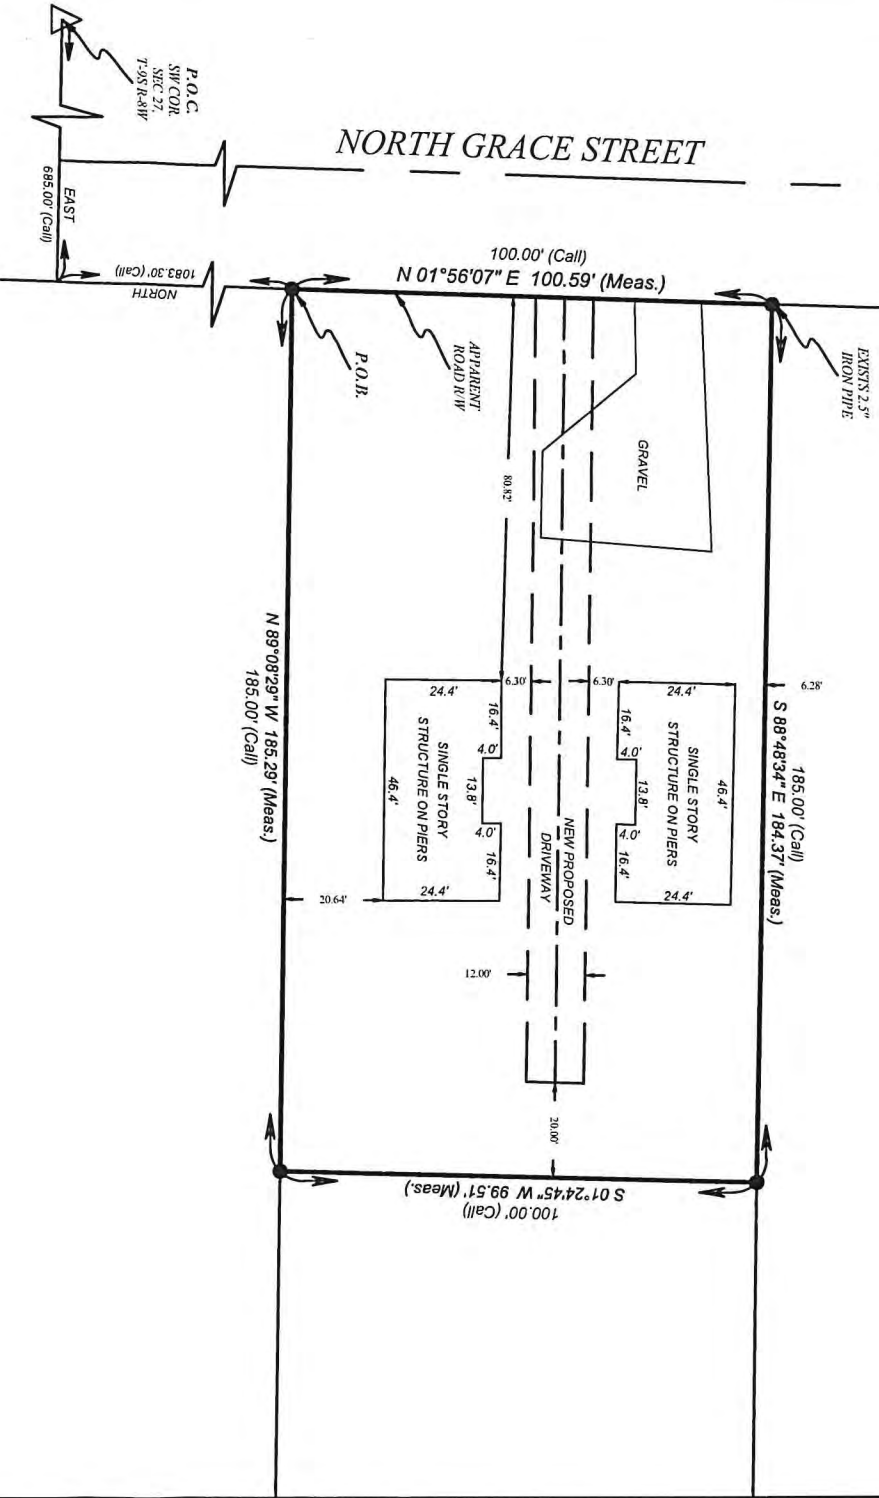 P.O.C.
SW COR.
SEC 27,
T-9S R-8W
NORTH GRACE STREET
EAST
685.00' (Call)
1083.30' (Call)
NORTH
100.00' (Call)
N 01°56'07" E 100.59' (Meas.)
EXISTS 2.5"
IRON PIPE
APPARENT
ROAD R/W
P.O.B.
GRAVEL
80.82'
185.00' (Call)
S 88°48'34" E 184.37' (Meas.)
6.28'
24.4'
46.4'
SINGLE STORY
STRUCTURE ON PIERS
16.4'
4.0'
13.8'
4.0'
16.4'
24.4'
6.30'
6.30'
NEW PROPOSED
DRIVEWAY
24.4'
16.4'
4.0'
13.8'
4.0'
16.4'
SINGLE STORY
STRUCTURE ON PIERS
46.4'
24.4'
20.64'
12.00'
20.00'
N 89°08'29" W 185.29' (Meas.)
185.00' (Call)
S 01°24'45" W 99.51' (Meas.)
100.00' (Call)